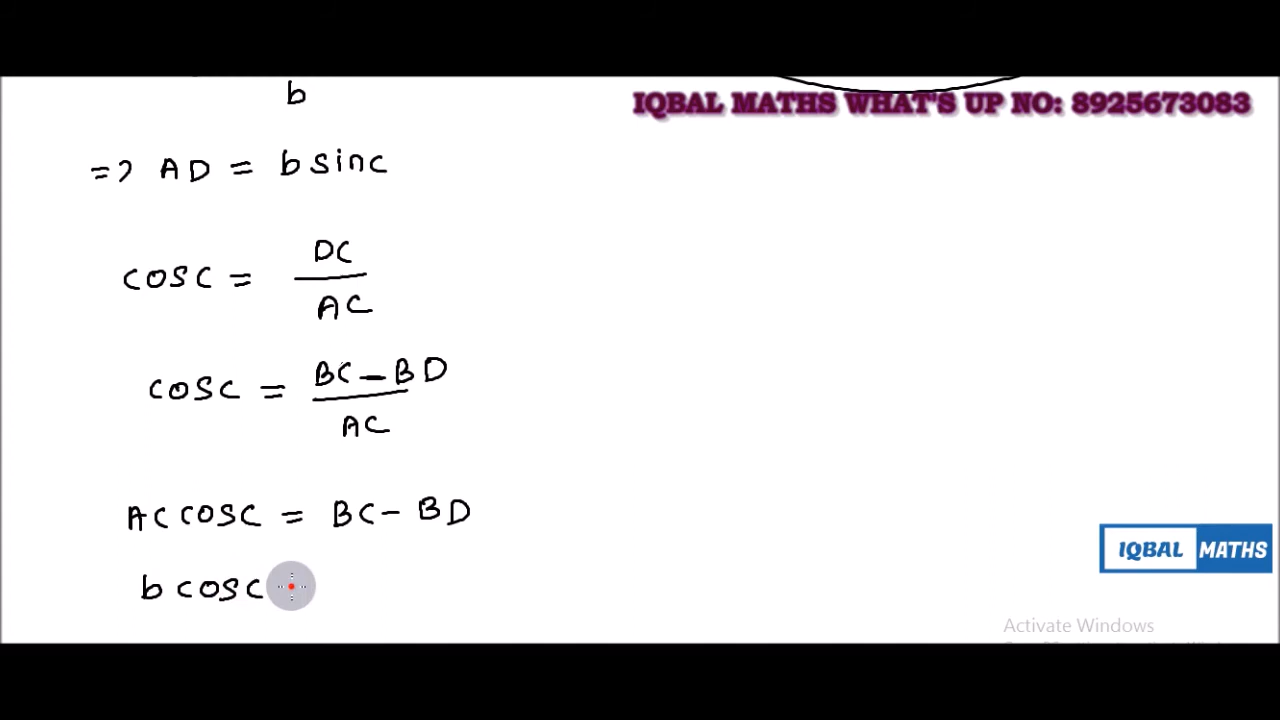 b
IQBAL MATHS WHAT'S UP NO: 8925673083
=> AD = b sinc
cosc = DC
AC
cosc = BC - BD
AC
AC cosc = BC - BD
b cosc
IQBAL MATHS
Activate Windows